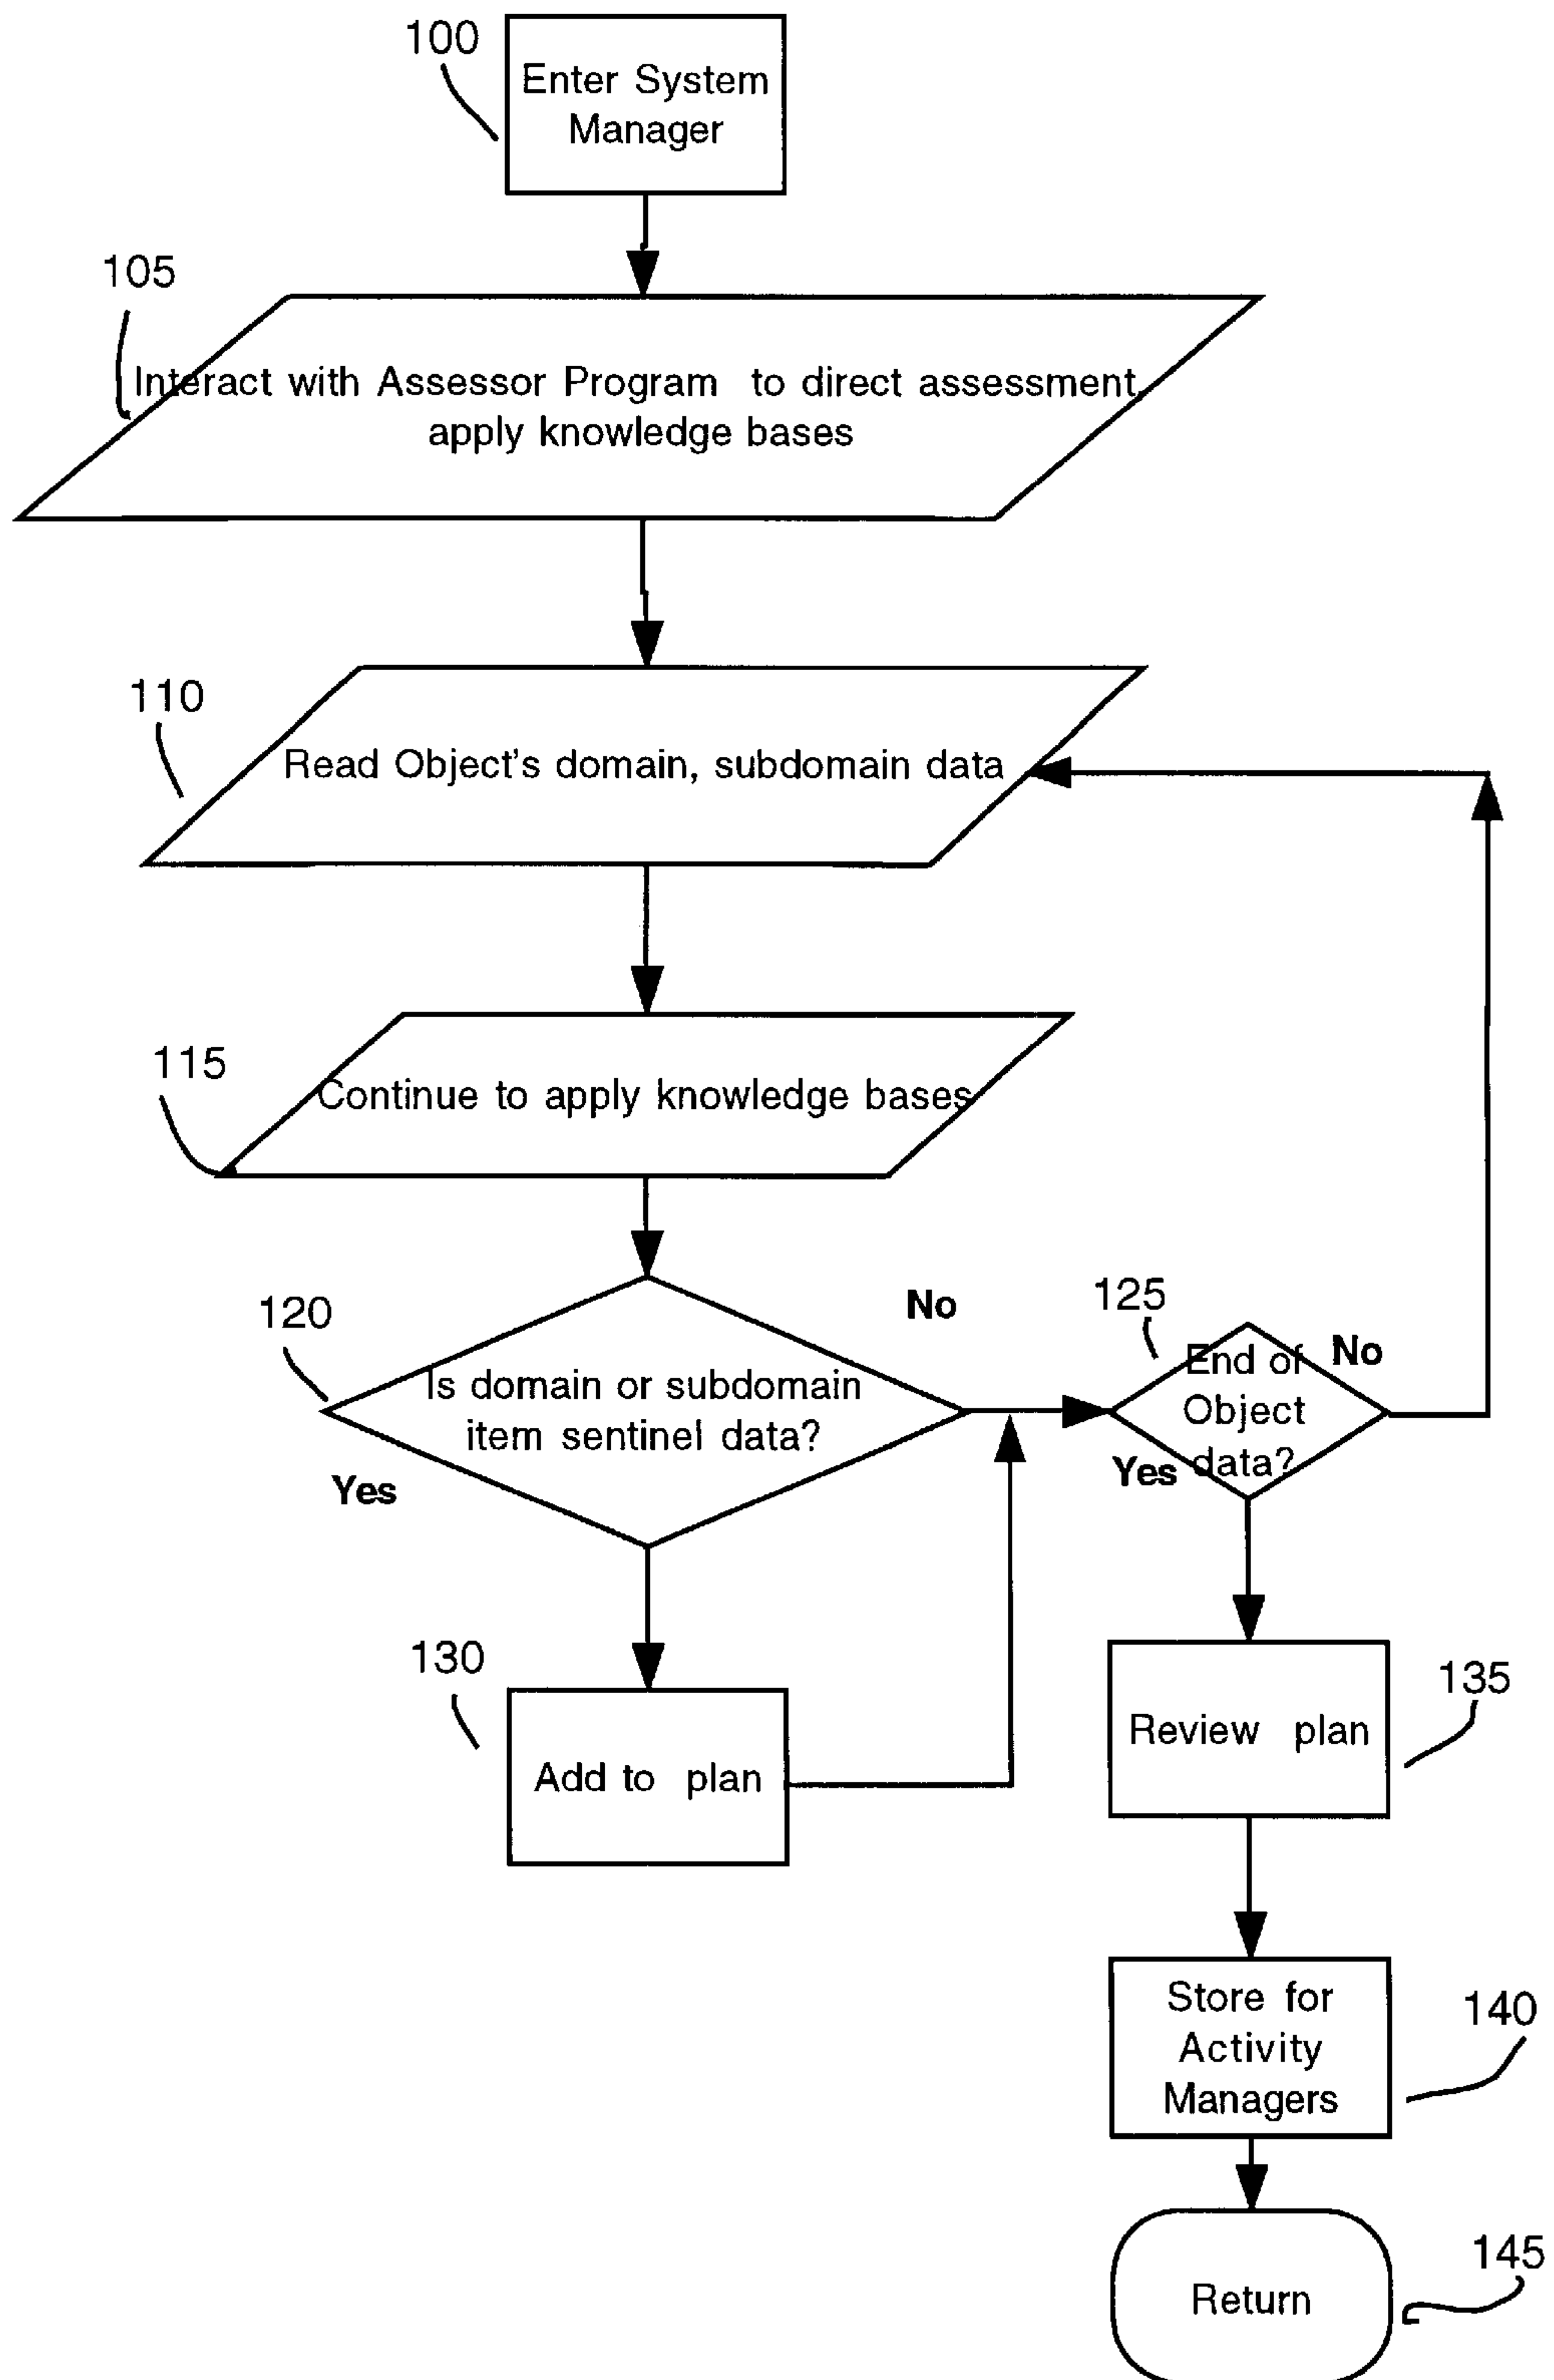 100
Enter System
Manager
105
Interact with Assessor Program to direct assessment,
apply knowledge bases
110
Read Object's domain, subdomain data
115
Continue to apply knowledge bases
120
Is domain or subdomain
item sentinel data?
No
Yes
125
End of
Object
data?
No
Yes
130
Add to plan
135
Review plan
140
Store for
Activity
Managers
145
Return